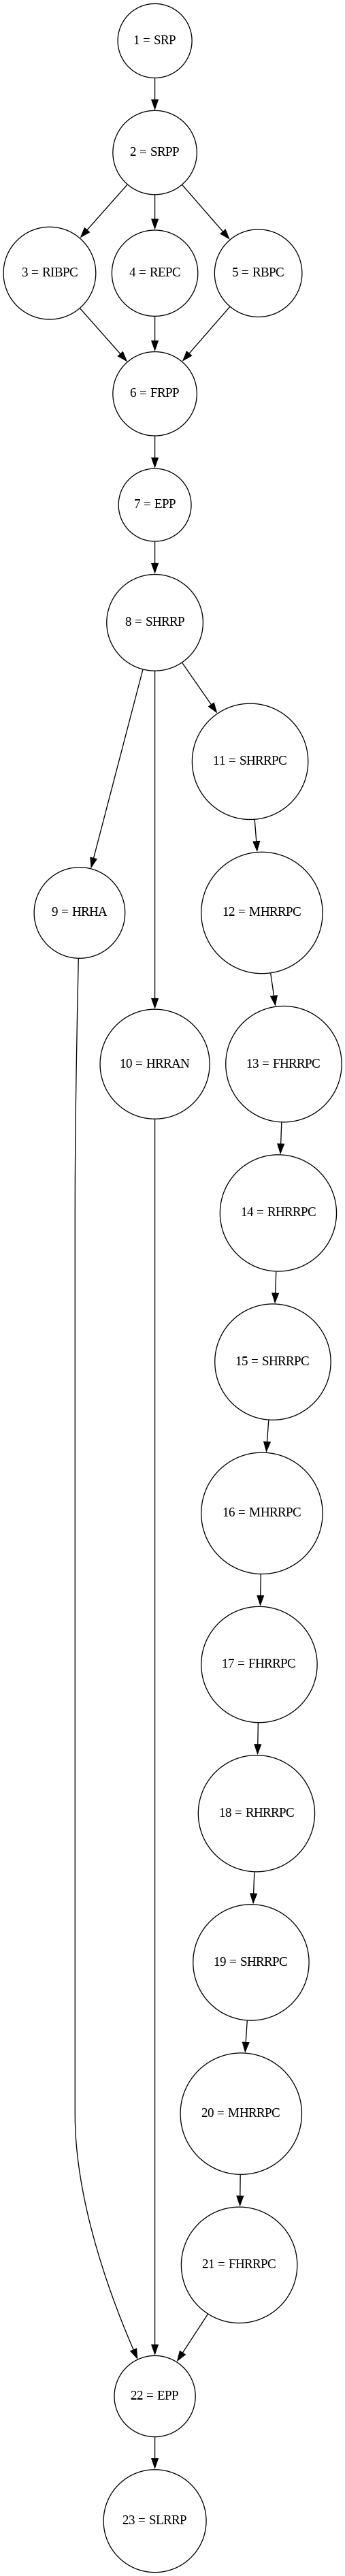 1 = SRP
2 = SRPP
3 = RIBPC
4 = REPC
5 = RBPC
6 = FRPP
7 = EPP
8 = SHRRP
11 = SHRRPC
9 = HRHA
12 = MHRRPC
10 = HRRAN
13 = FHRRPC
14 = RHRRPC
15 = SHRRPC
16 = MHRRPC
17 = FHRRPC
18 = RHRRPC
19 = SHRRPC
20 = MHRRPC
21 = FHRRPC
22 = EPP
23 = SLRRP